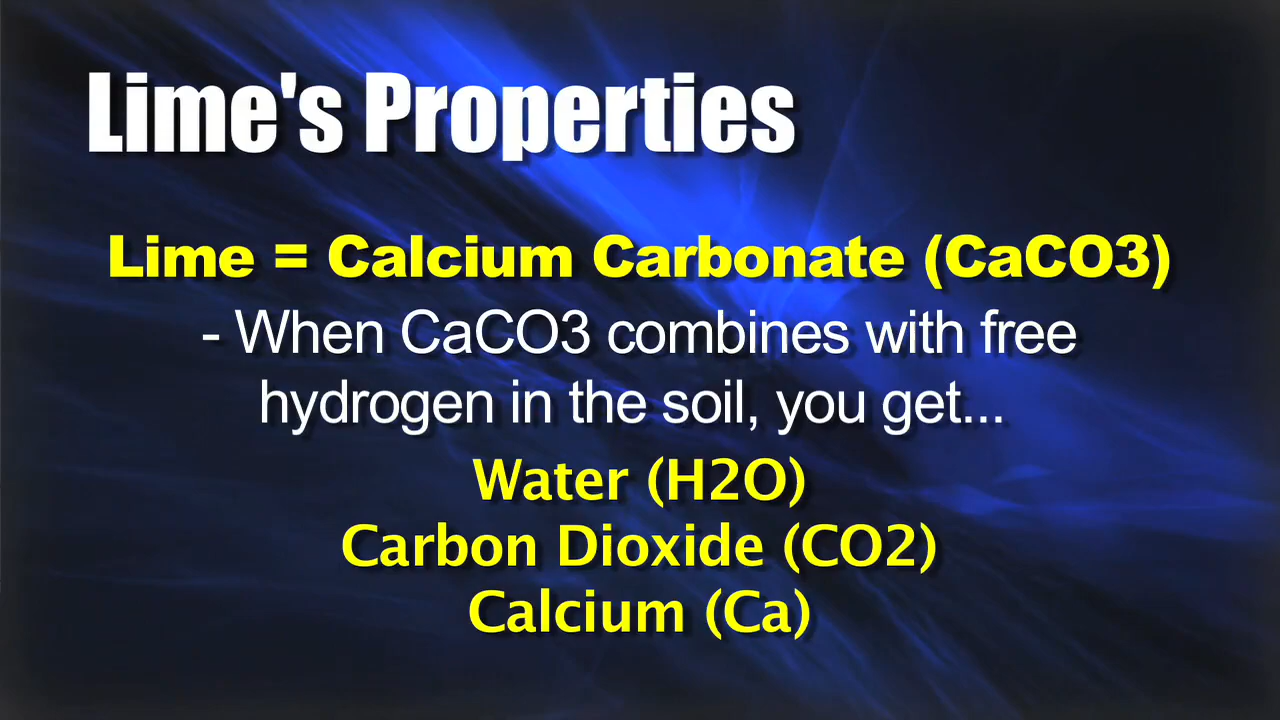 Lime's Properties
Lime = Calcium Carbonate (CaCO3)
- When CaCO3 combines with free
hydrogen in the soil, you get...
Water (H2O)
Carbon Dioxide (CO2)
Calcium (Ca)